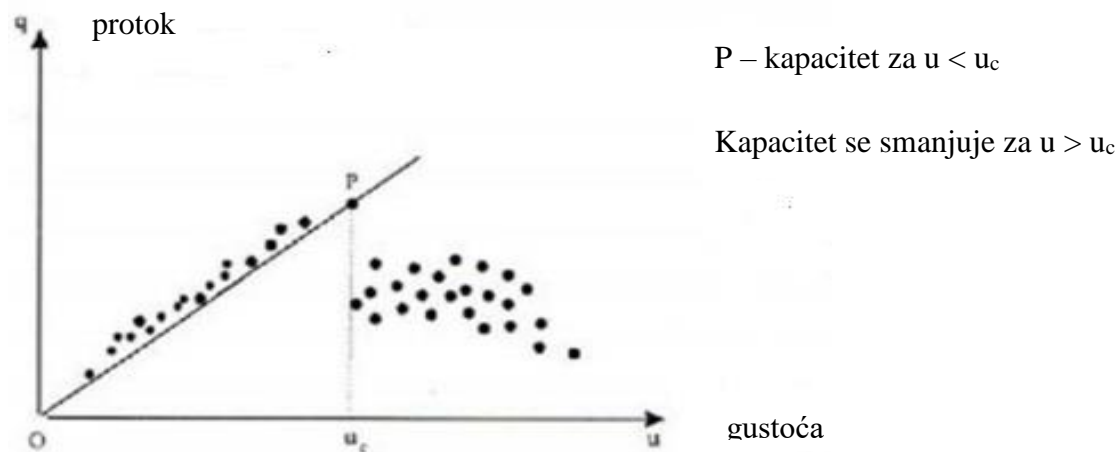 q
protok
P – kapacitet za u < uc
Kapacitet se smanjuje za u > uc
P
O
uc
u
gustoća